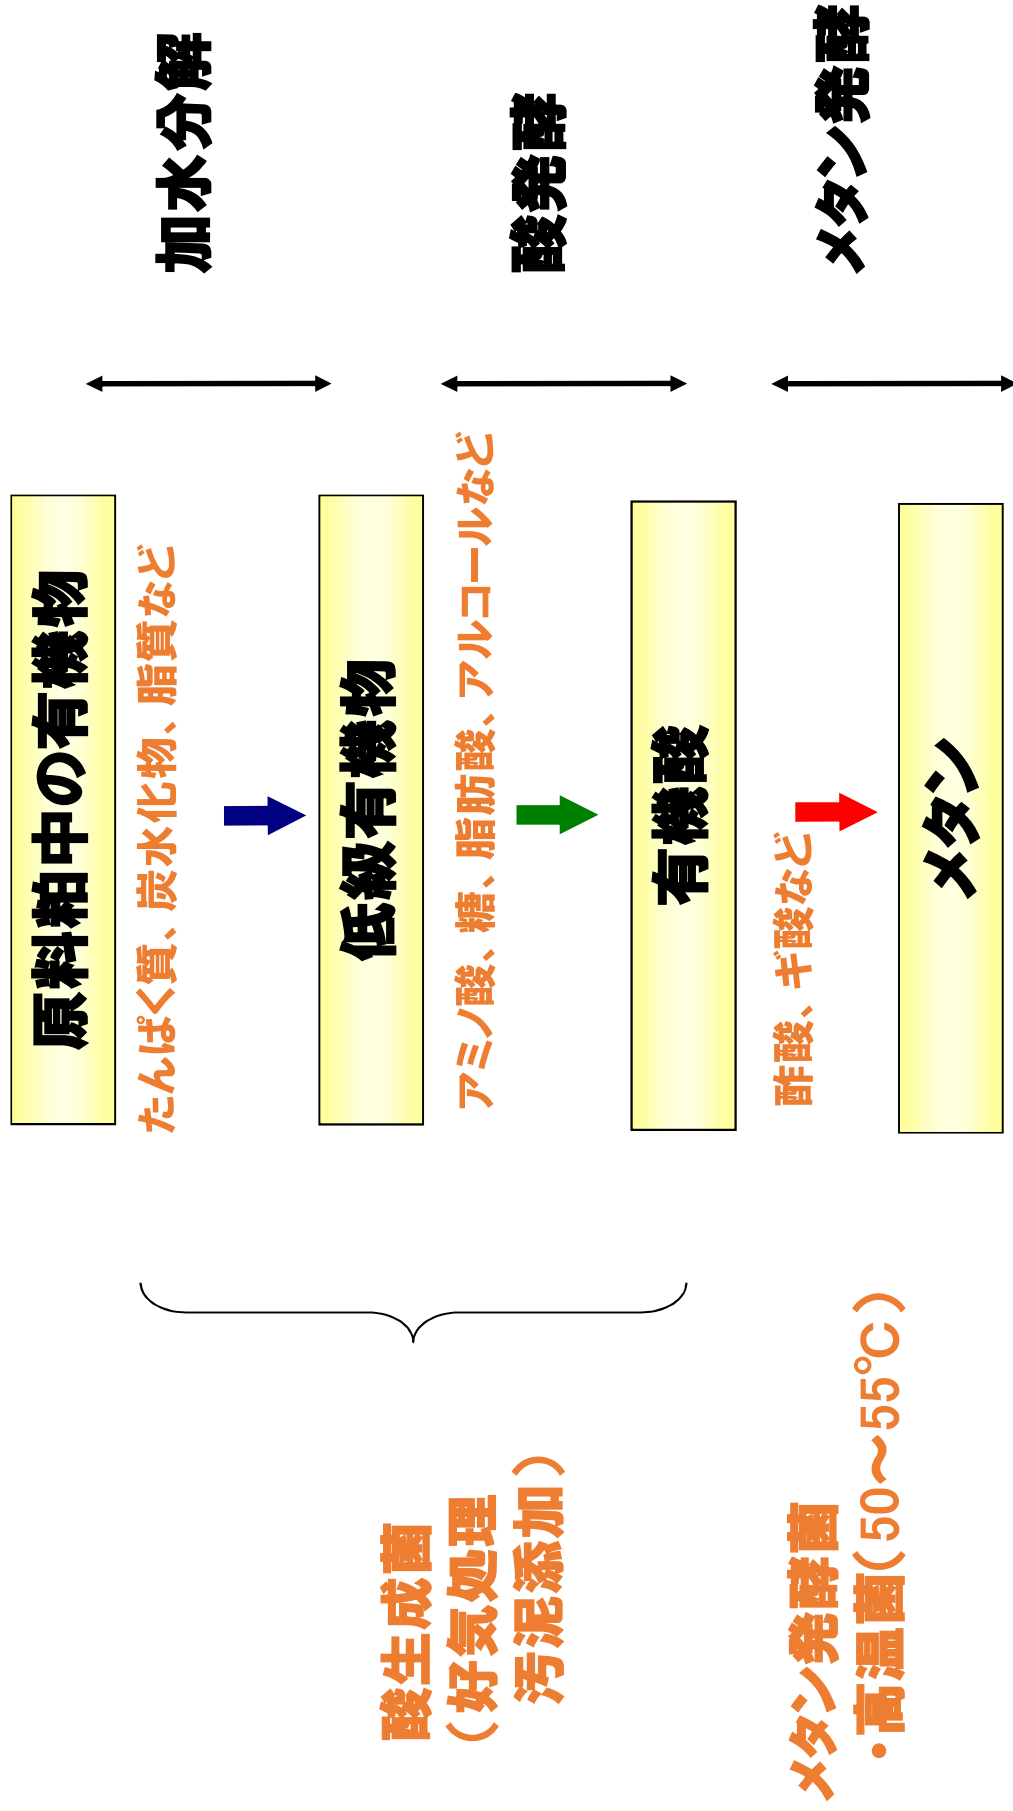 原料粕中の有機物
たんぱく質、炭水化物、脂質など
加水分解
低級有機物
アミノ酸、糖、脂肪酸、アルコールなど
酸発酵
有機酸
酢酸、ギ酸など
メタン発酵
メタン
酸生成菌
(好気処理
汚泥添加)
メタン発酵菌
・高温菌(50～55℃)